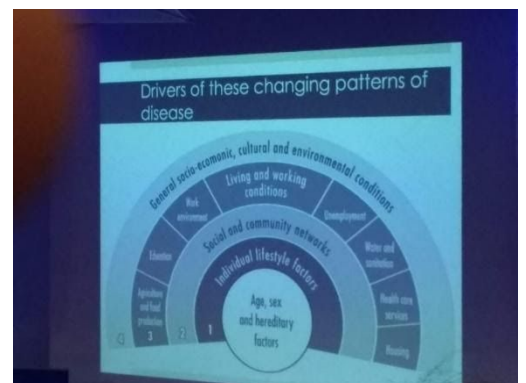 Drivers of these changing patterns of
disease
General socio-economic, cultural and environmental conditions
Living and working
conditions
Work
environment
Unemployment
Education
Water and
sanitation
Agriculture
and food
production
Health care
services
Housing
Social and community networks
Individual lifestyle factors
Age, sex
and hereditary
factors
4
3
2
1